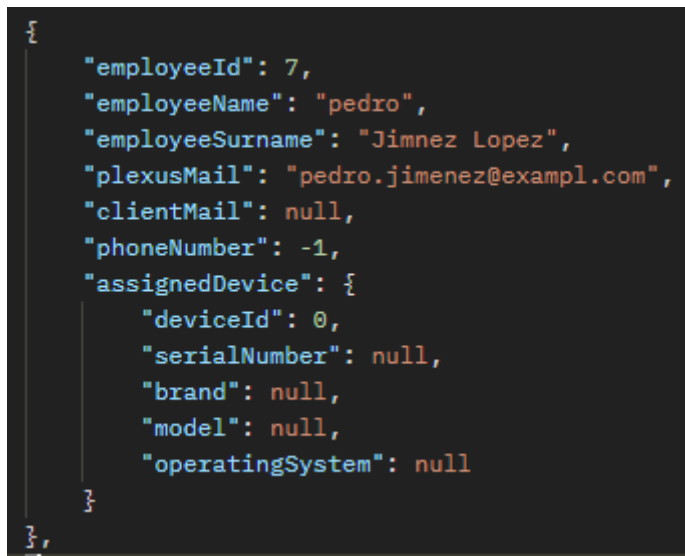 {
"employeeId": 7,
"employeeName": "pedro",
"employeeSurname": "Jimnez Lopez",
"plexusMail": "pedro.jimenez@exampl.com",
"clientMail": null,
"phoneNumber": -1,
"assignedDevice": {
"deviceId": 0,
"serialNumber": null,
"brand": null,
"model": null,
"operatingSystem": null
}
},